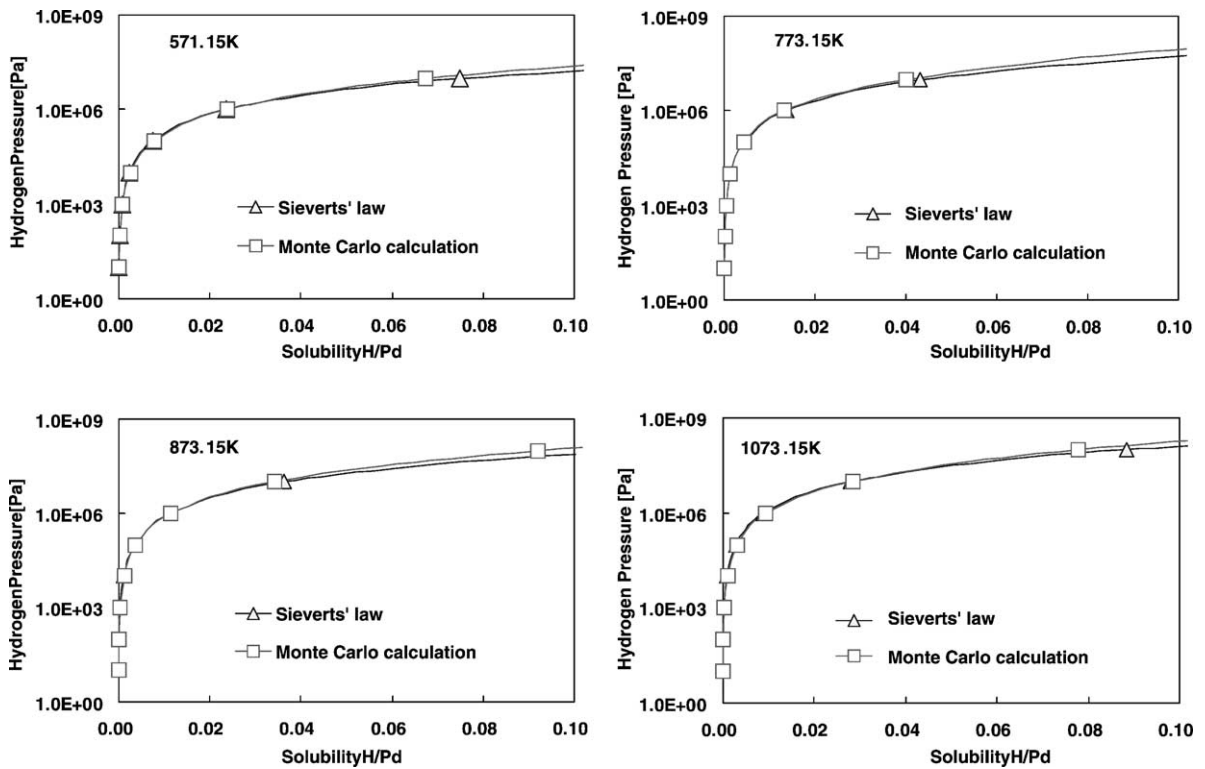 1.0E+09
571.15K
1.0E+06
1.0E+03
1.0E+00
HydrogenPressure[Pa]
Sieverts' law
Monte Carlo calculation
0.00 0.02 0.04 0.06 0.08 0.10
SolubilityH/Pd
1.0E+09
773.15K
1.0E+06
1.0E+03
1.0E+00
Hydrogen Pressure [Pa]
Sieverts' law
Monte Carlo calculation
0.00 0.02 0.04 0.06 0.08 0.10
SolubilityH/Pd
1.0E+09
873.15K
1.0E+06
1.0E+03
1.0E+00
HydrogenPressure[Pa]
Sieverts' law
Monte Carlo calculation
0.00 0.02 0.04 0.06 0.08 0.10
SolubilityH/Pd
1.0E+09
1073.15K
1.0E+06
1.0E+03
1.0E+00
Hydrogen Pressure [Pa]
Sieverts' law
Monte Carlo calculation
0.00 0.02 0.04 0.06 0.08 0.10
SolubilityH/Pd